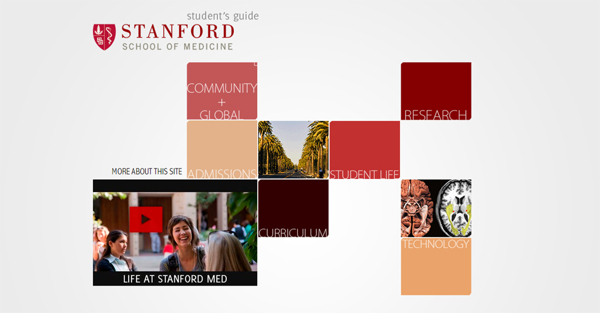 student's guide
STANFORD
SCHOOL OF MEDICINE
COMMUNITY
+
GLOBAL
RESEARCH
ADMISSIONS
STUDENT LIFE
MORE ABOUT THIS SITE
CURRICULUM
TECHNOLOGY
LIFE AT STANFORD MED